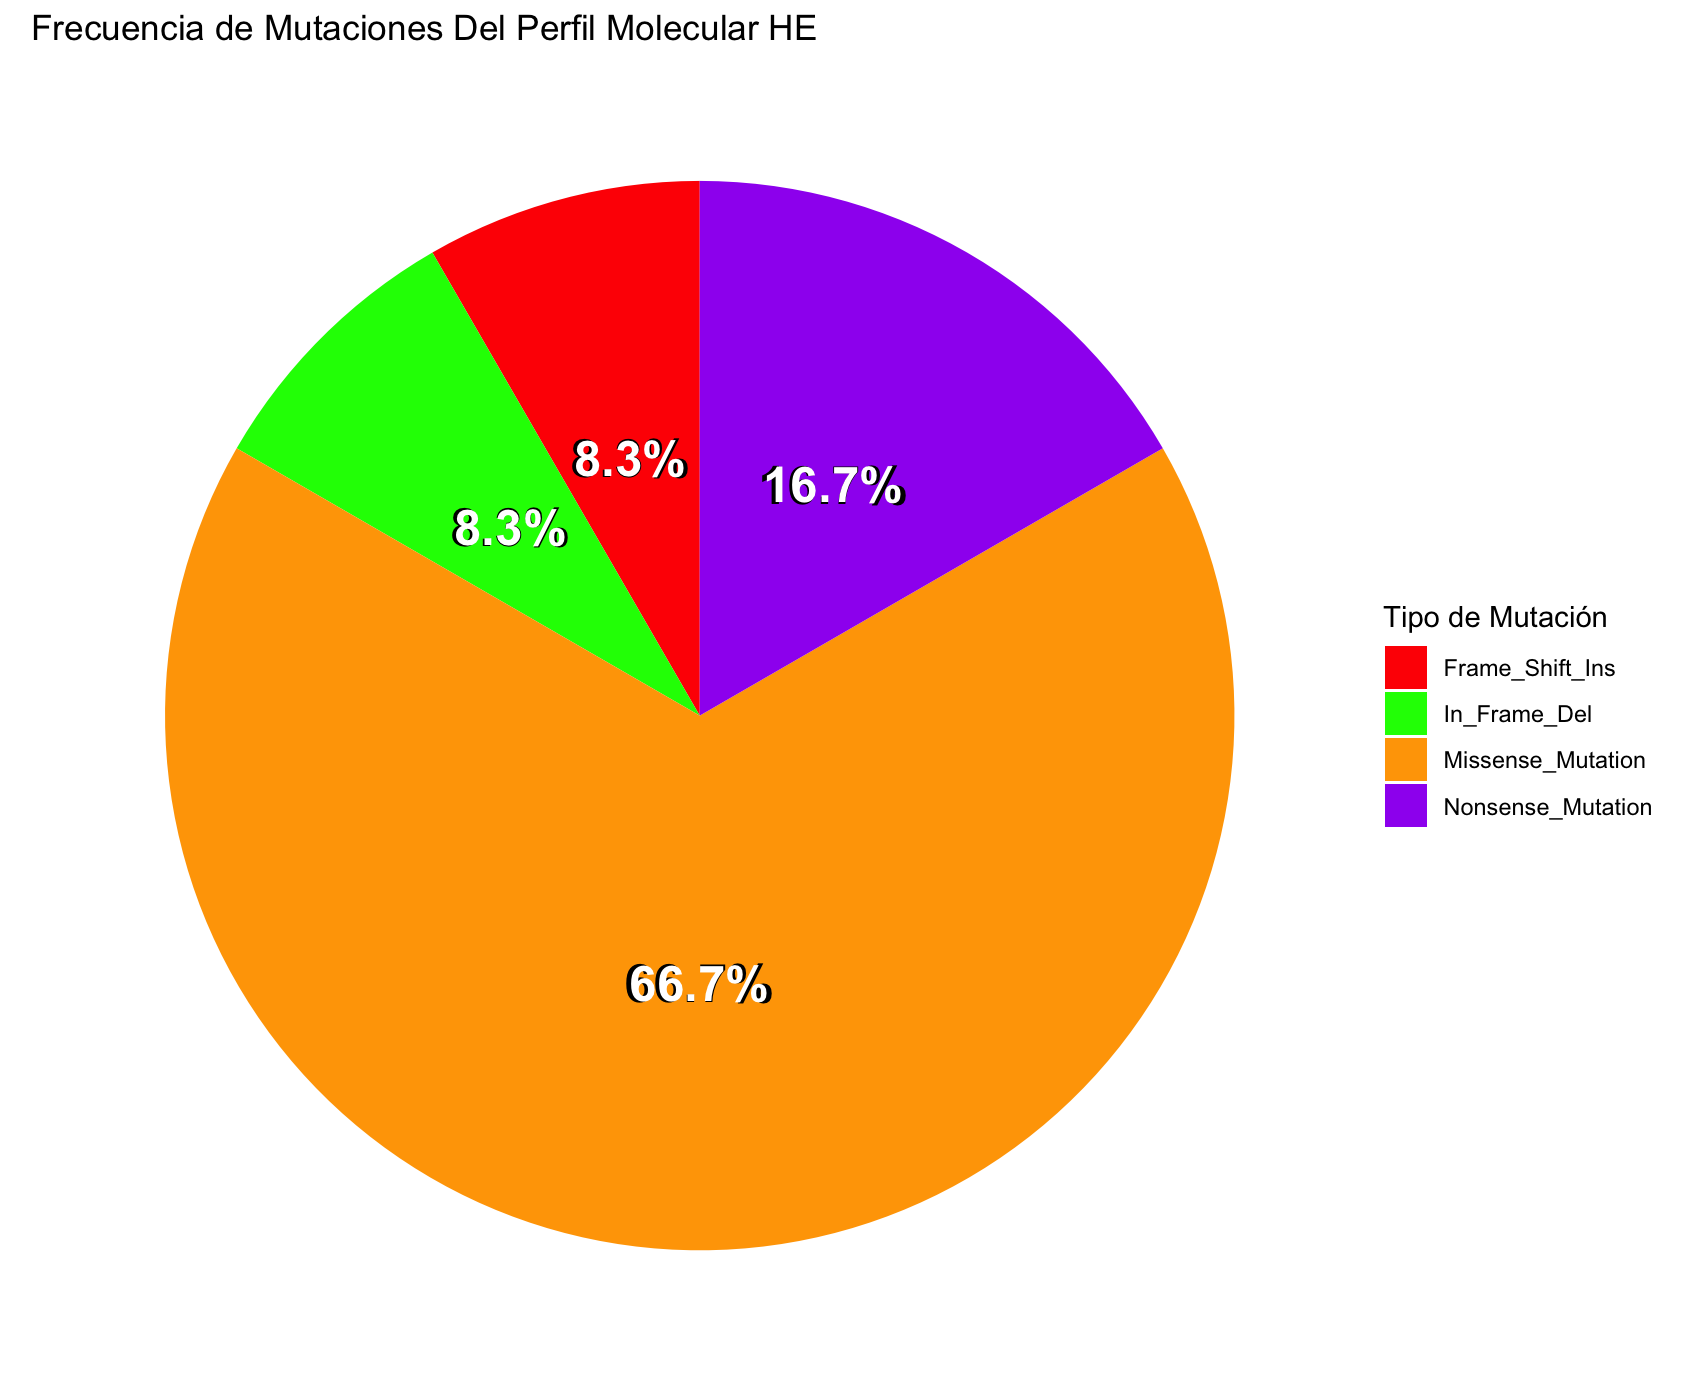 Frecuencia de Mutaciones Del Perfil Molecular HE
8.3%
16.7%
8.3%
66.7%
Tipo de Mutación
Frame_Shift_Ins
In_Frame_Del
Missense_Mutation
Nonsense_Mutation